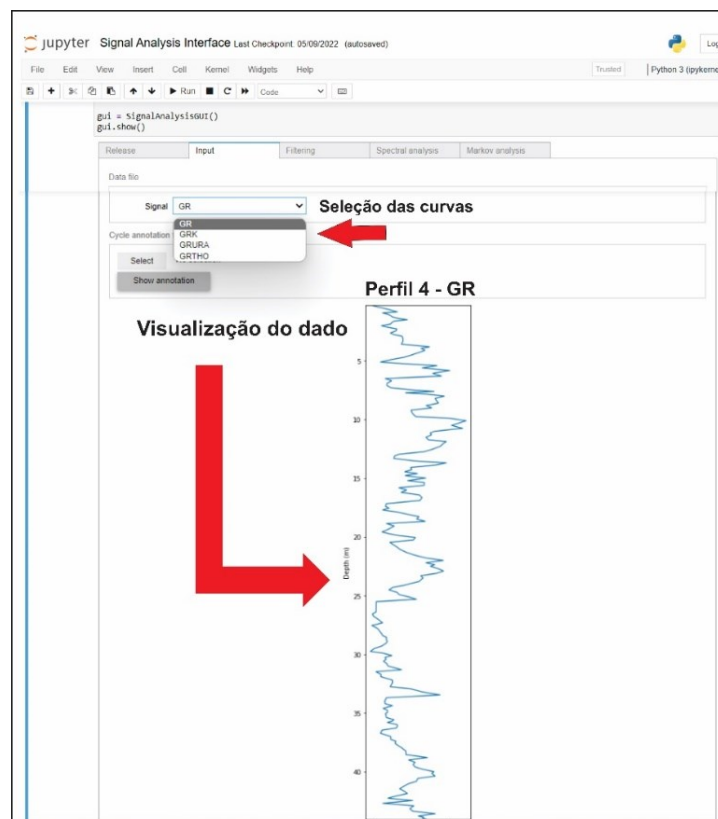 jupyter Signal Analysis Interface Last Checkpoint: 05/09/2022 (autosaved)
File Edit View Insert Cell Kernel Widgets Help Trusted Python 3 (ipykerne
Run Code
gui = SignalAnalysisGUI()
gui.show()
Release Input Filtering Spectral analysis Markov analysis
Data file
Signal GR Seleção das curvas
GR
GRK
GRURA
GRTHO
Cycle annotation
Select
Show annotation
Perfil 4 - GR
Visualização do dado
5
10
15
20
Depth (m)
25
30
35
40